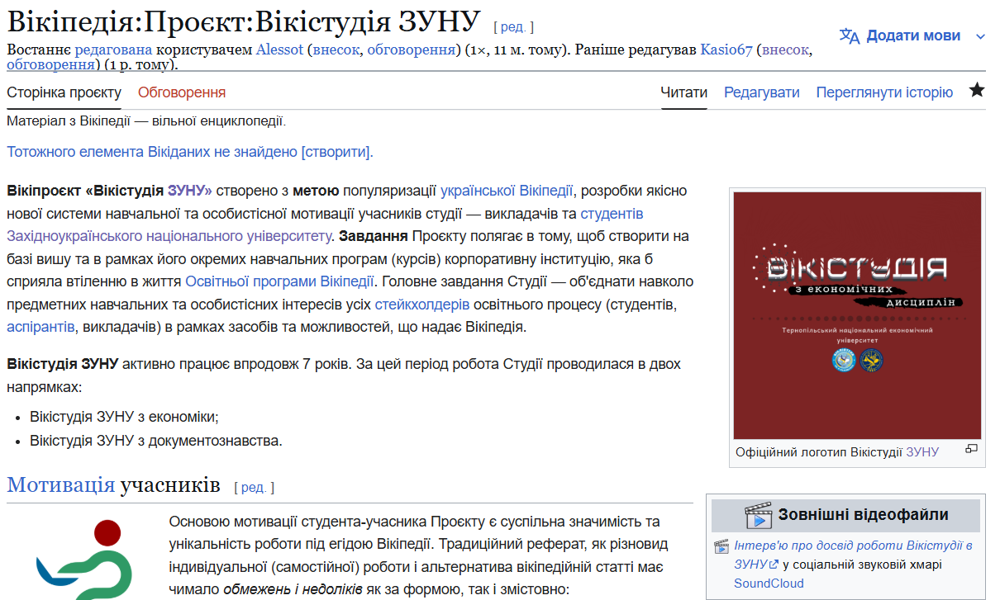 Вікіпедія:Проєкт:Вікістудія ЗУНУ [ ред. ]
Додати мови
Востаннє редагована користувачем Alessot (внесок, обговорення) (1×, 11 м. тому). Раніше редагував Kasio67 (внесок,
обговорення) (1 р. тому).
Сторінка проєкту Обговорення Читати Редагувати Переглянути історію
Матеріал з Вікіпедії — вільної енциклопедії.
Тотожного елемента Вікіданих не знайдено [створити].
Вікіпроєкт «Вікістудія ЗУНУ» створено з метою популяризації української Вікіпедії, розробки якісно
нової системи навчальної та особистісної мотивації учасників студії — викладачів та студентів
Західноукраїнського національного університету. Завдання Проєкту полягає в тому, щоб створити на
базі вишу та в рамках його окремих навчальних програм (курсів) корпоративну інституцію, яка б
сприяла втіленню в життя Освітньої програми Вікіпедії. Головне завдання Студії — об'єднати навколо
предметних навчальних та особистісних інтересів усіх стейкхолдерів освітнього процесу (студентів,
аспірантів, викладачів) в рамках засобів та можливостей, що надає Вікіпедія.
Вікістудія ЗУНУ активно працює впродовж 7 років. За цей період робота Студії проводилася в двох
напрямках:
• Вікістудія ЗУНУ з економіки;
• Вікістудія ЗУНУ з документознавства.
Мотивація учасників [ ред. ]
Основою мотивації студента-учасника Проєкту є суспільна значимість та
унікальність роботи під егідою Вікіпедії. Традиційний реферат, як різновид
індивідуальної (самостійної) роботи і альтернатива вікіпедійній статті має
чимало обмежень і недоліків як за формою, так і змістовно:
ВІКІСТУДІЯ
з економічних
дисциплін
Тернопільський національний економічний
університет
Офіційний логотип Вікістудії ЗУНУ
Зовнішні відеофайли
Інтерв'ю про досвід роботи Вікістудії в
ЗУНУ у соціальній звуковій хмарі
SoundCloud